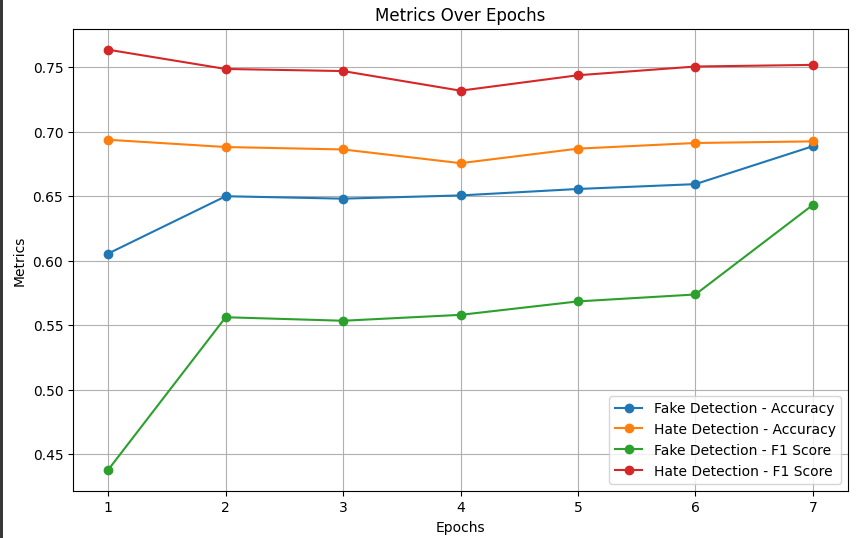 Metrics Over Epochs
0.75
0.70
0.65
0.60
0.55
0.50
0.45
Metrics
Fake Detection - Accuracy
Hate Detection - Accuracy
Fake Detection - F1 Score
Hate Detection - F1 Score
1 2 3 4 5 6 7
Epochs